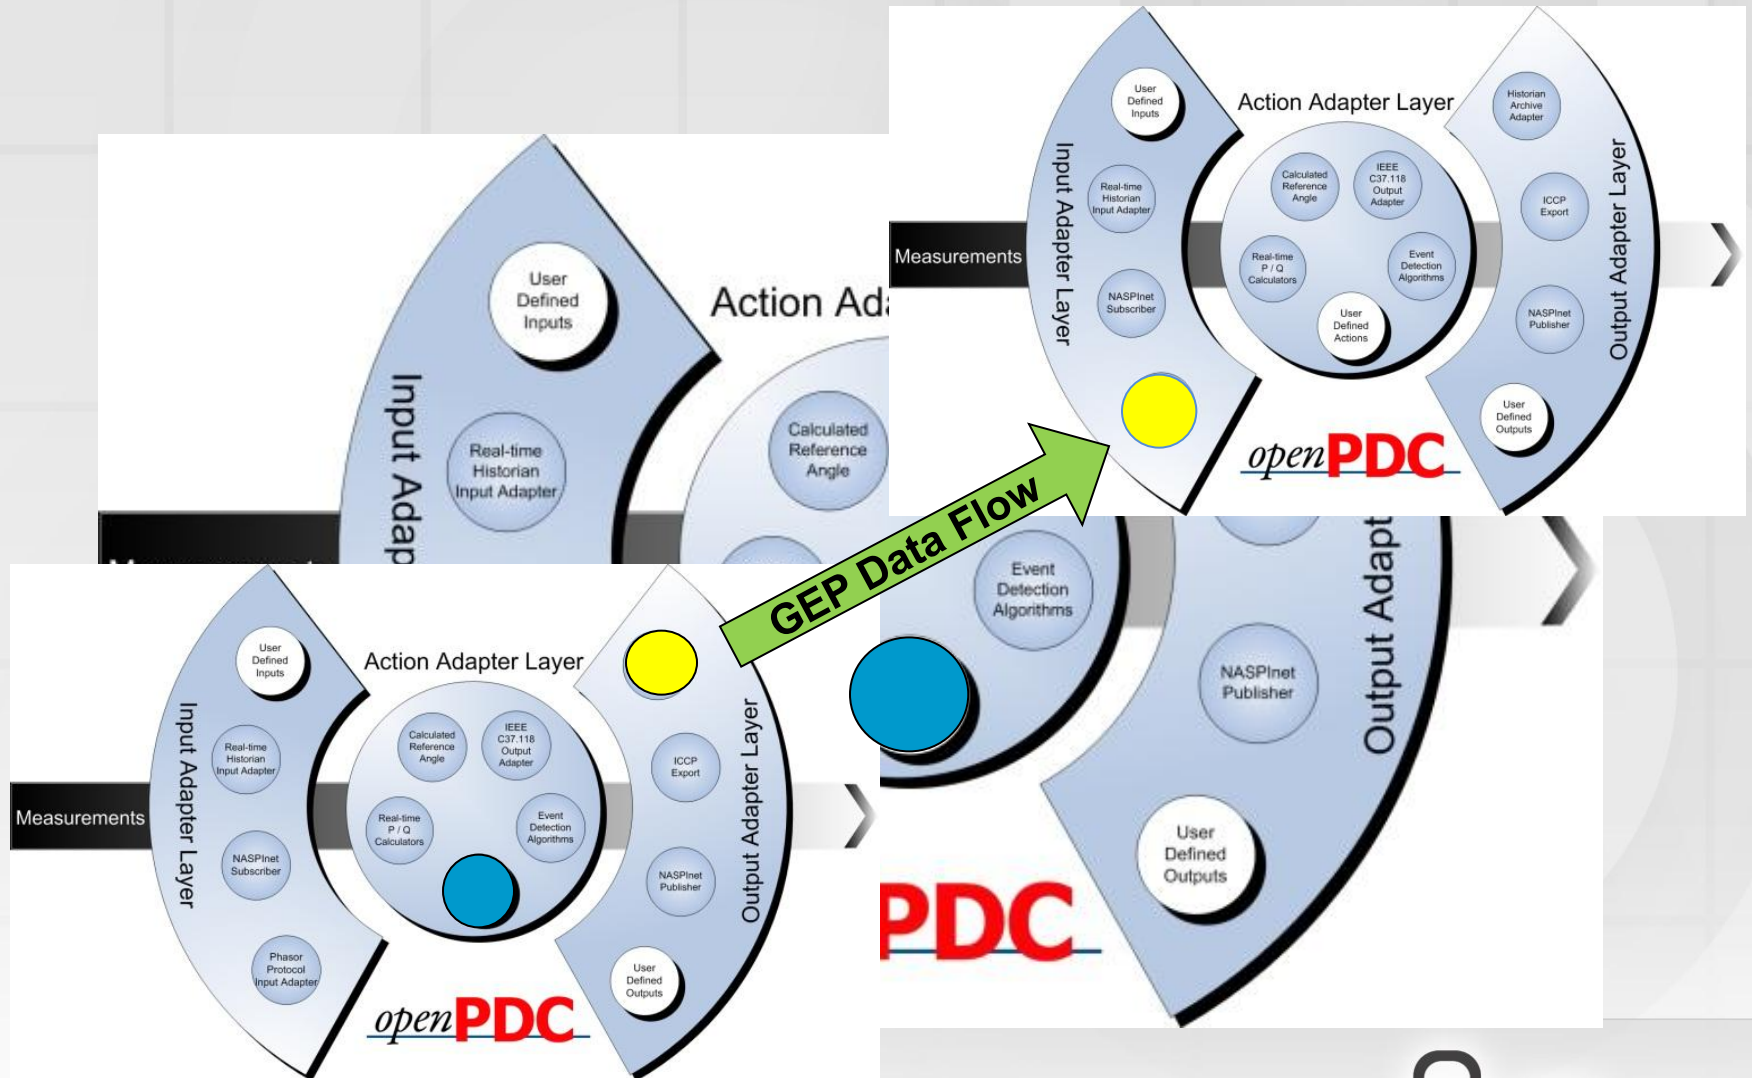 User
Defined
Inputs
Action Adapter Layer
Historian
Archive
Adapter
Input Adapter Layer
Real-time
Historian
Input Adapter
Calculated
Reference
Angle
IEEE
C37.118
Output
Adapter
ICCP
Export
Output Adapter Layer
Measurements
Real-time
P / Q
Calculators
Event
Detection
Algorithms
NASPInet
Subscriber
User
Defined
Actions
NASPInet
Publisher
User
Defined
Outputs
openPDC
User
Defined
Inputs
Action Ada
Input Adap
Real-time
Historian
Input Adapter
Calculated
Reference
Angle
GEP Data Flow
Event
Detection
Algorithms
Output Adapt
NASPInet
Publisher
User
Defined
Outputs
PDC
User
Defined
Inputs
Action Adapter Layer
Input Adapter Layer
Real-time
Historian
Input Adapter
Calculated
Reference
Angle
IEEE
C37.118
Output
Adapter
ICCP
Export
Output Adapter Layer
Measurements
Real-time
P / Q
Calculators
Event
Detection
Algorithms
NASPInet
Subscriber
NASPInet
Publisher
Phasor
Protocol
Input Adapter
User
Defined
Outputs
openPDC